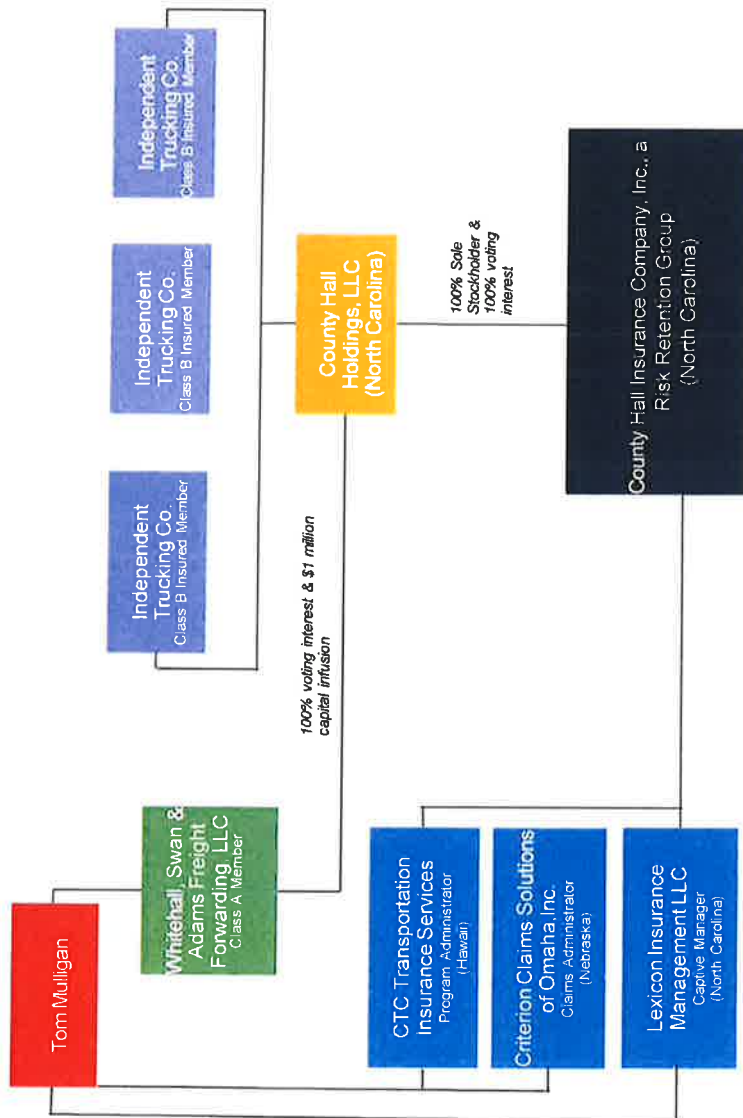 Tom Mulligan
Whitehall, Swan &
Adams Freight
Forwarding, LLC
Class A Member
Independent
Trucking Co.
Class B Insured Member
Independent
Trucking Co.
Class B Insured Member
Independent
Trucking Co.
Class B Insured Member
100% voting interest & $1 million
capital infusion
County Hall
Holdings, LLC
(North Carolina)
100% Sole
Stockholder &
100% voting
interest
CTC Transportation
Insurance Services
Program Administrator
(Hawaii)
Criterion Claims Solutions
of Omaha, Inc.
Claims Administrator
(Nebraska)
Lexicon Insurance
Management LLC
Captive Manager
(North Carolina)
County Hall Insurance Company, Inc., a
Risk Retention Group
(North Carolina)